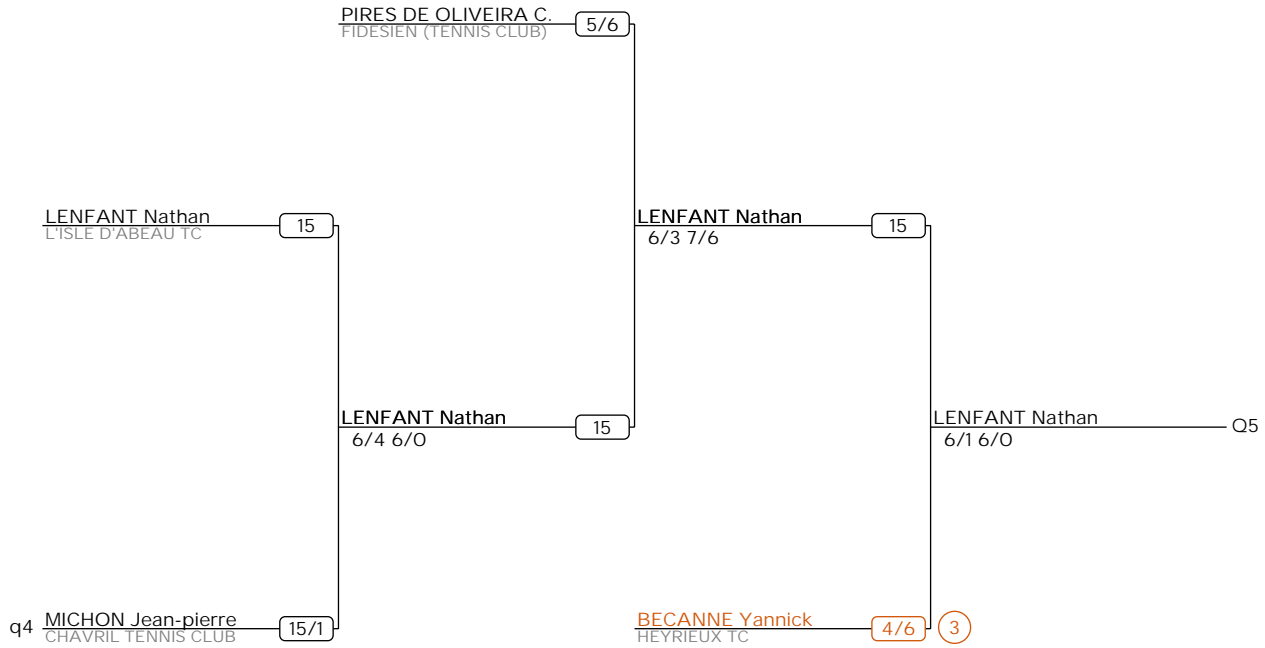 PIRES DE OLIVEIRA C.
FIDESIEN (TENNIS CLUB)
5/6
LENFANT Nathan
L'ISLE D'ABEAU TC
15
LENFANT Nathan
6/3 7/6
15
LENFANT Nathan
6/4 6/0
15
LENFANT Nathan
6/1 6/0
Q5
q4
MICHON Jean-pierre
CHAVRIL TENNIS CLUB
15/1
BECANNE Yannick
HEYRIEUX TC
4/6
3